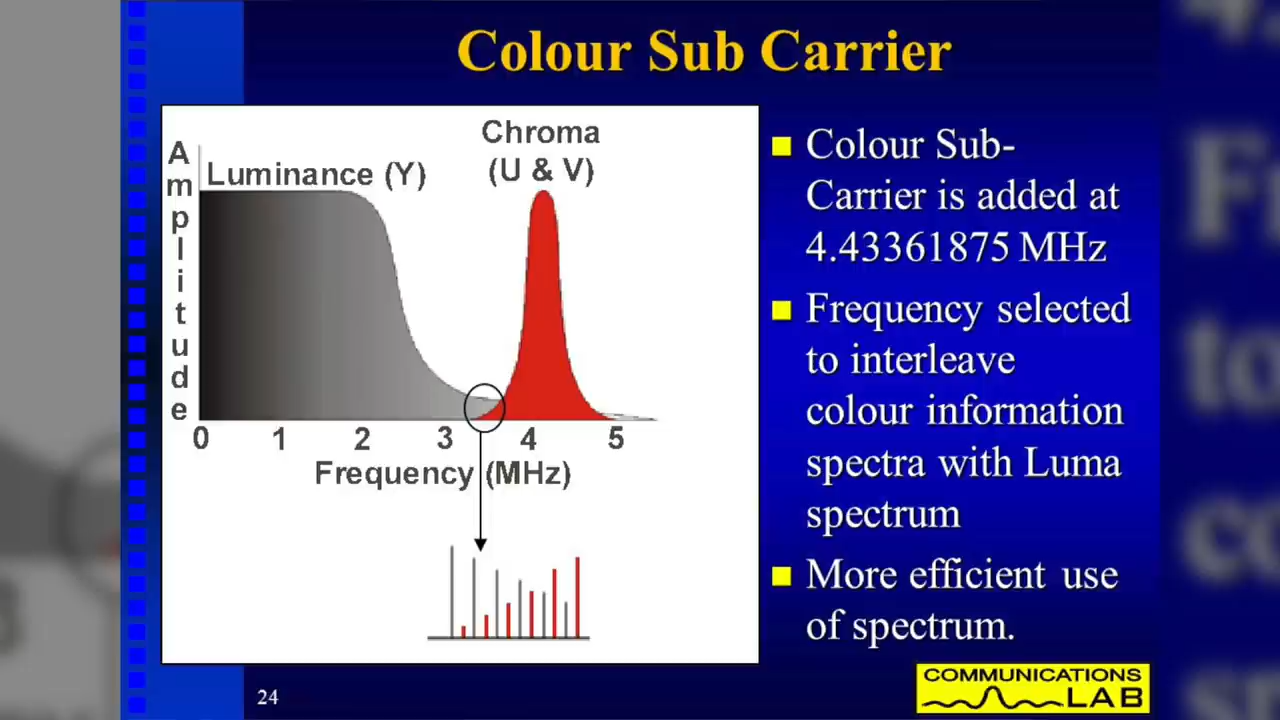 Colour Sub Carrier
Amplitude
Luminance (Y)
Chroma
(U & V)
0 1 2 3 4 5
Frequency (MHz)
Colour Sub-
Carrier is added at
4.43361875 MHz
Frequency selected
to interleave
colour information
spectra with Luma
spectrum
More efficient use
of spectrum.
24
COMMUNICATIONS
LAB